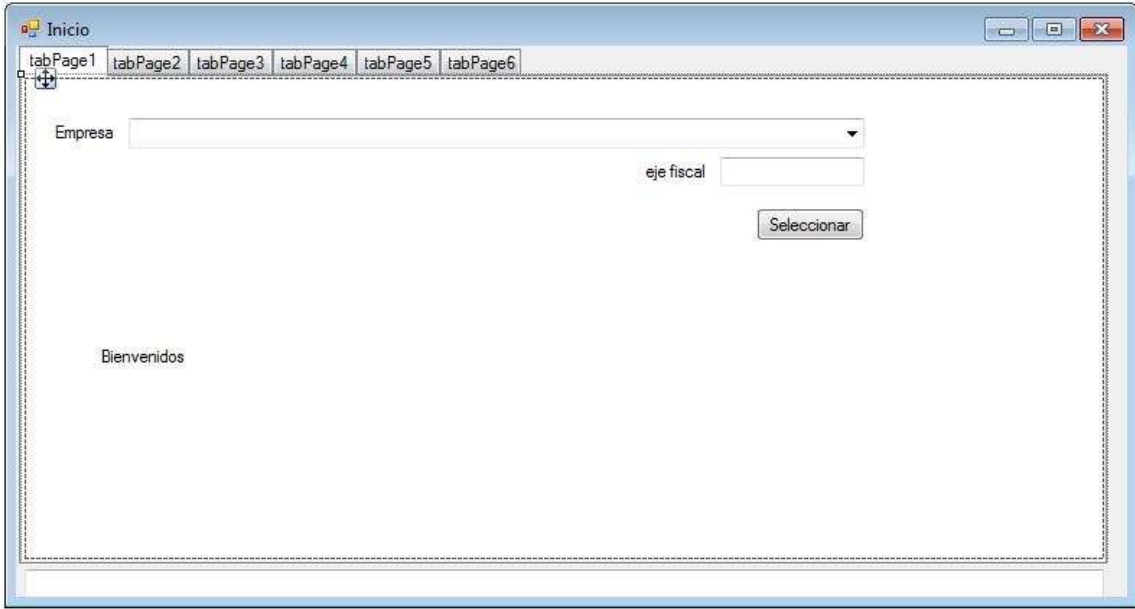 Inicio
tabPage1 tabPage2 tabPage3 tabPage4 tabPage5 tabPage6
Empresa
eje fiscal
Seleccionar
Bienvenidos